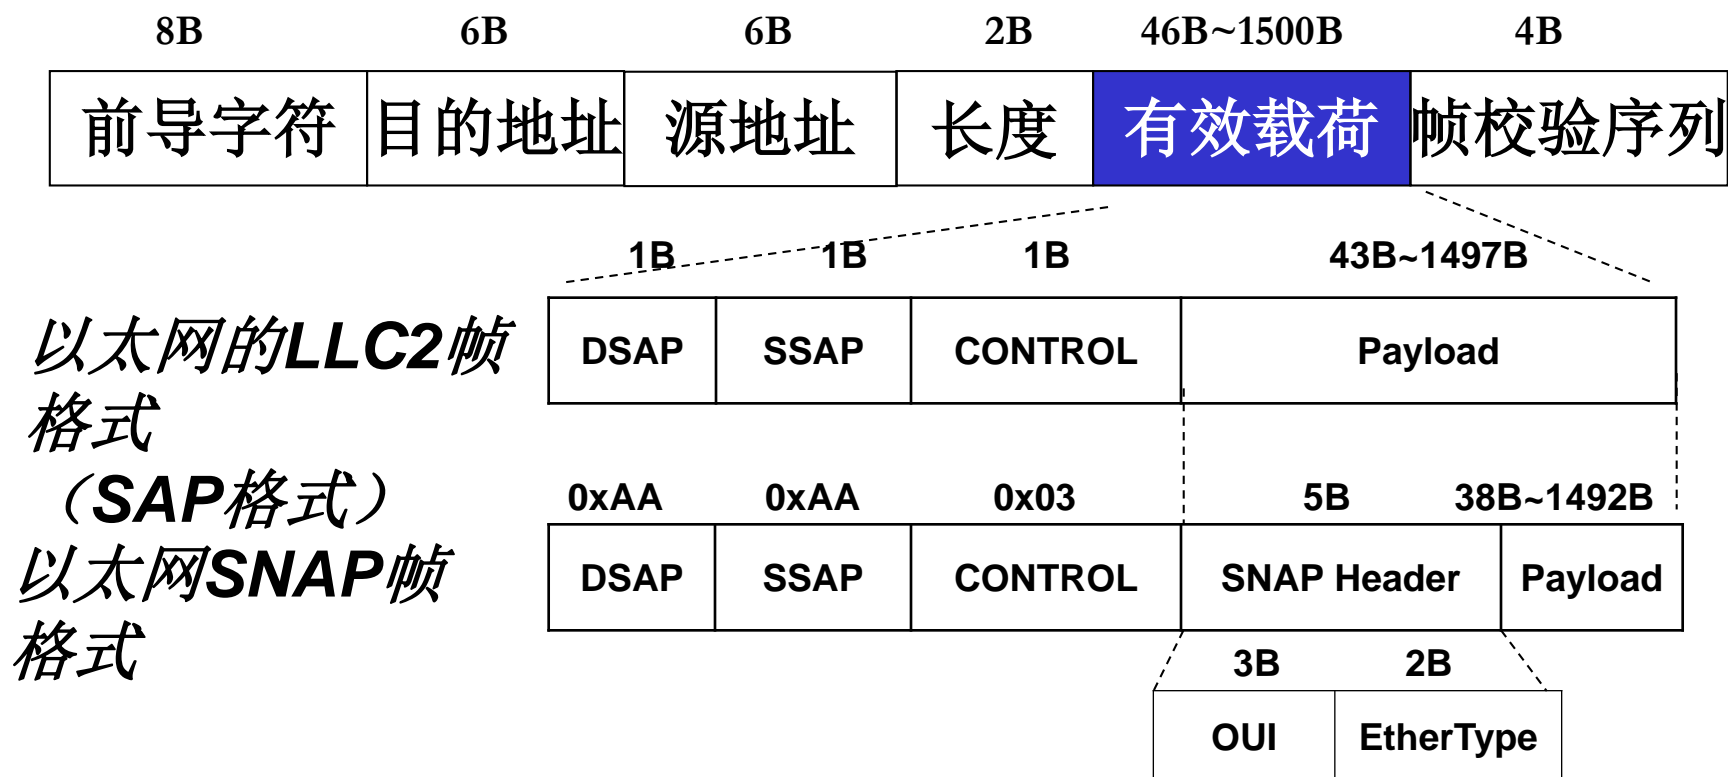 8B 6B 6B 2B 46B~1500B 4B
前导字符 目的地址 源地址 长度 有效载荷 帧校验序列
1B 1B 1B 43B~1497B
以太网的LLC2帧
格式
（SAP格式）
DSAP SSAP CONTROL Payload
0xAA 0xAA 0x03 5B 38B~1492B
以太网SNAP帧
格式
DSAP SSAP CONTROL SNAP Header Payload
3B 2B
OUI EtherType